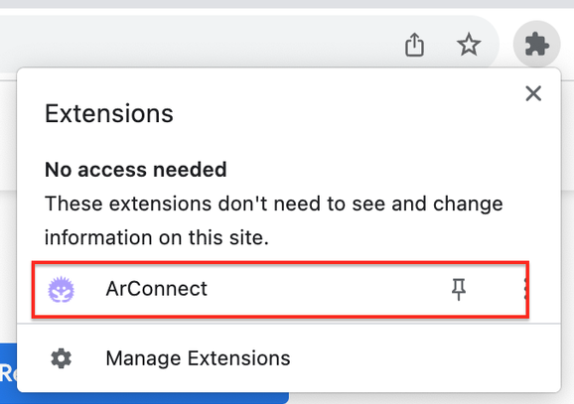 Extensions
No access needed
These extensions don't need to see and change
information on this site.
ArConnect
Manage Extensions